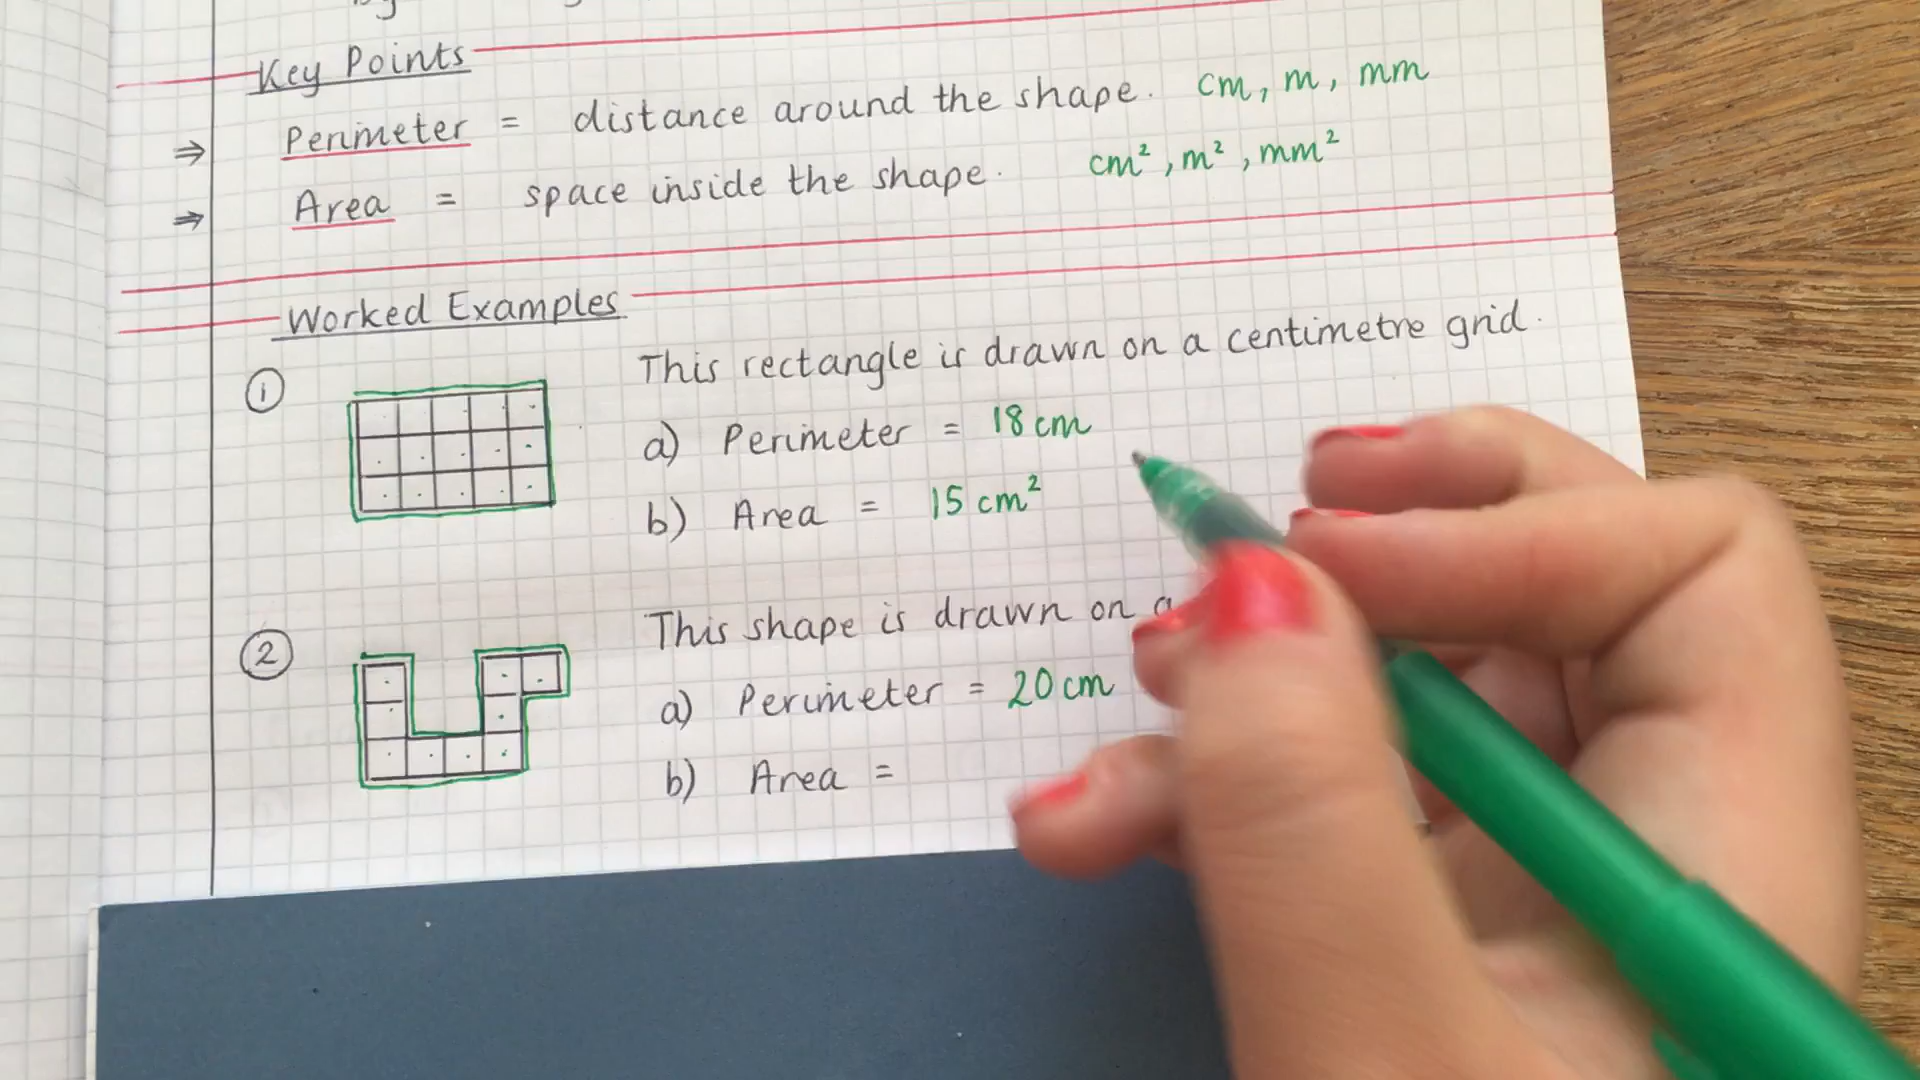 Key Points
⇒ Perimeter = distance around the shape. cm, m, mm
⇒ Area = space inside the shape. cm², m², mm²
Worked Examples
① This rectangle is drawn on a centimetre grid.
a) Perimeter = 18 cm
b) Area = 15 cm²
② This shape is drawn on a
a) Perimeter = 20 cm
b) Area =